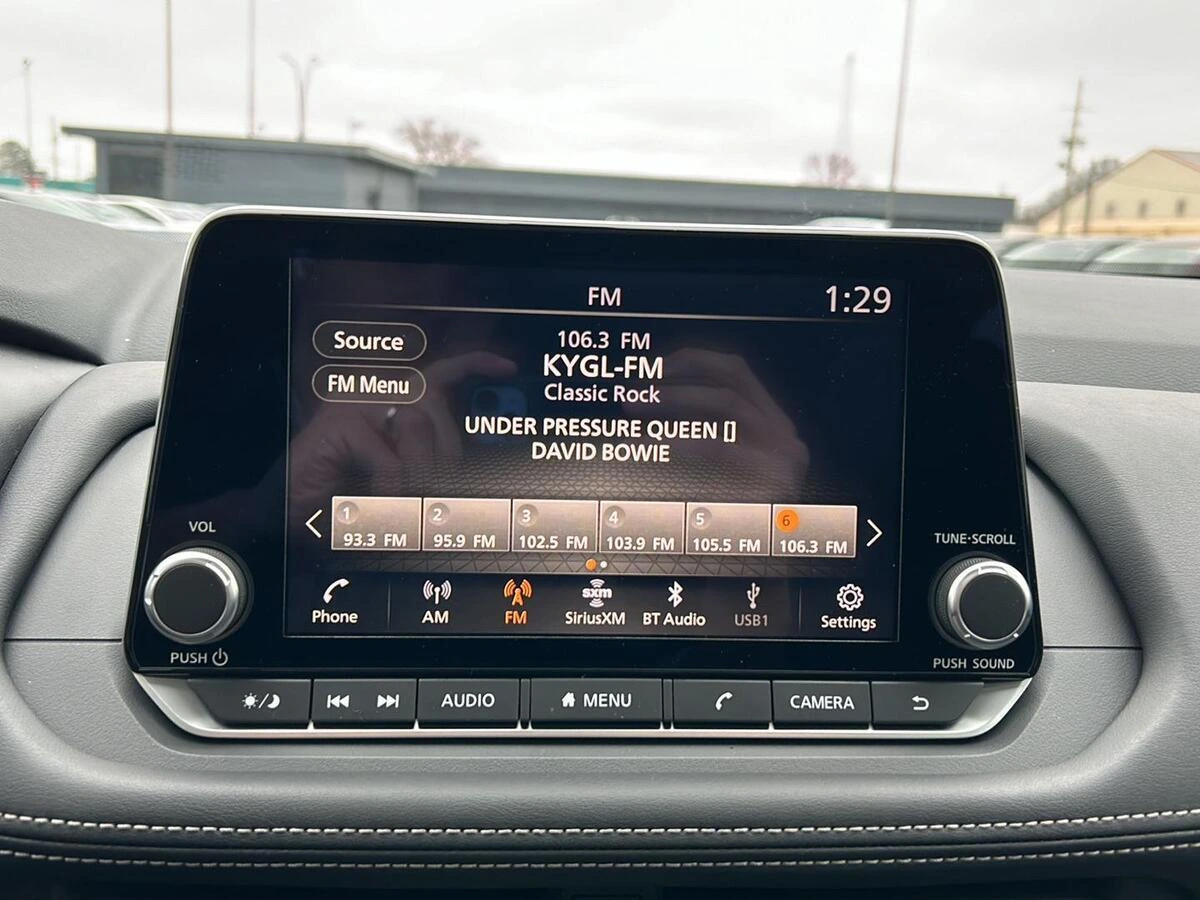 FM
1:29
Source
106.3 FM
KYGL-FM
FM Menu
Classic Rock
UNDER PRESSURE QUEEN []
DAVID BOWIE
1 2 3 4 5 6
93.3 FM 95.9 FM 102.5 FM 103.9 FM 105.5 FM 106.3 FM
VOL
TUNE·SCROLL
sxm
Phone AM FM SiriusXM BT Audio USB1 Settings
PUSH
PUSH SOUND
AUDIO MENU CAMERA